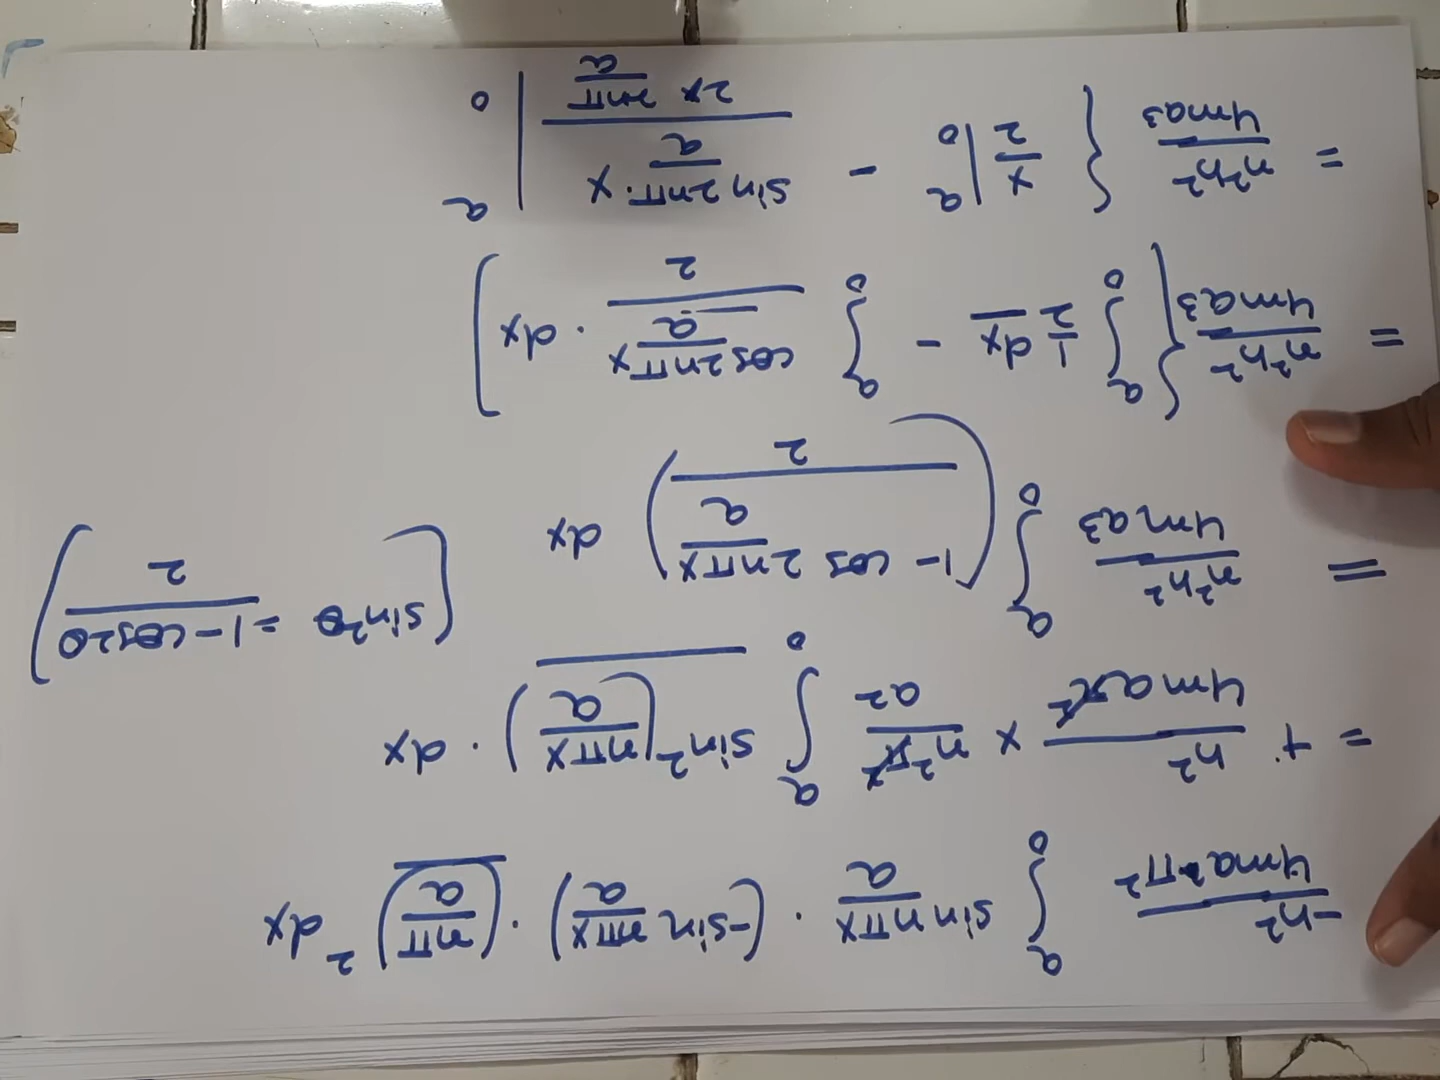 -h² / 4maπ² ∫₀ᵃ sin nπx/a · (-sin nπx/a) · (nπ/a)² dx
= + h² / 4maπ² × n²π²/a² ∫₀ᵃ sin² (nπx/a) · dx
= n²h² / 4ma³ ∫₀ᵃ ((1 - cos 2nπx/a) / 2) dx (sin²θ = (1 - cos2θ) / 2)
= n²h² / 4ma³ { ∫₀ᵃ 1/2 dx - ∫₀ᵃ (cos 2nπx/a) / 2 · dx ]
= n²h² / 4ma³ { x/2 |₀ᵃ - (sin 2nπ/a · x) / (2 × 2nπ/a) |₀ᵃ